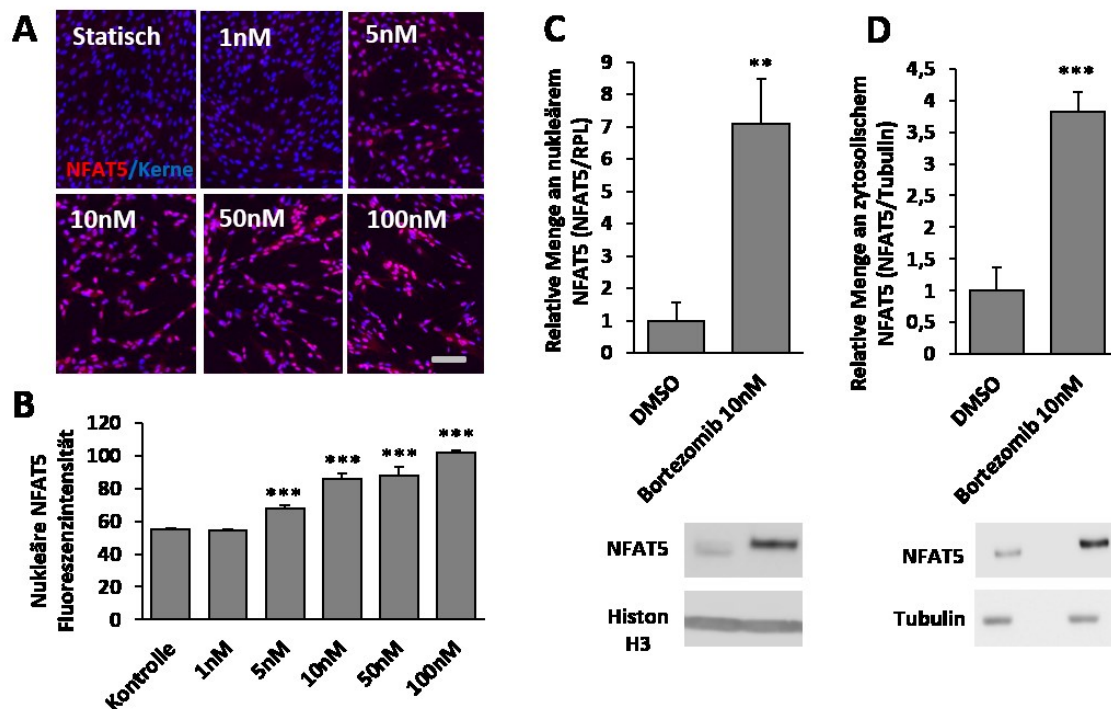 A
Statisch
1nM
5nM
NFAT5/Kerne
10nM
50nM
100nM
B
Nukleäre NFAT5
Fluoreszenzintensität
120
100
80
60
40
20
0
***
***
***
***
Kontrolle
1nM
5nM
10nM
50nM
100nM
C
Relative Menge an nukleärem
NFAT5 (NFAT5/RPL)
9
8
7
6
5
4
3
2
1
0
**
DMSO
Bortezomib 10nM
NFAT5
Histon
H3
D
Relative Menge an zytosolischem
NFAT5 (NFAT5/Tubulin)
4,5
4
3,5
3
2,5
2
1,5
1
0,5
0
***
DMSO
Bortezomib 10nM
NFAT5
Tubulin